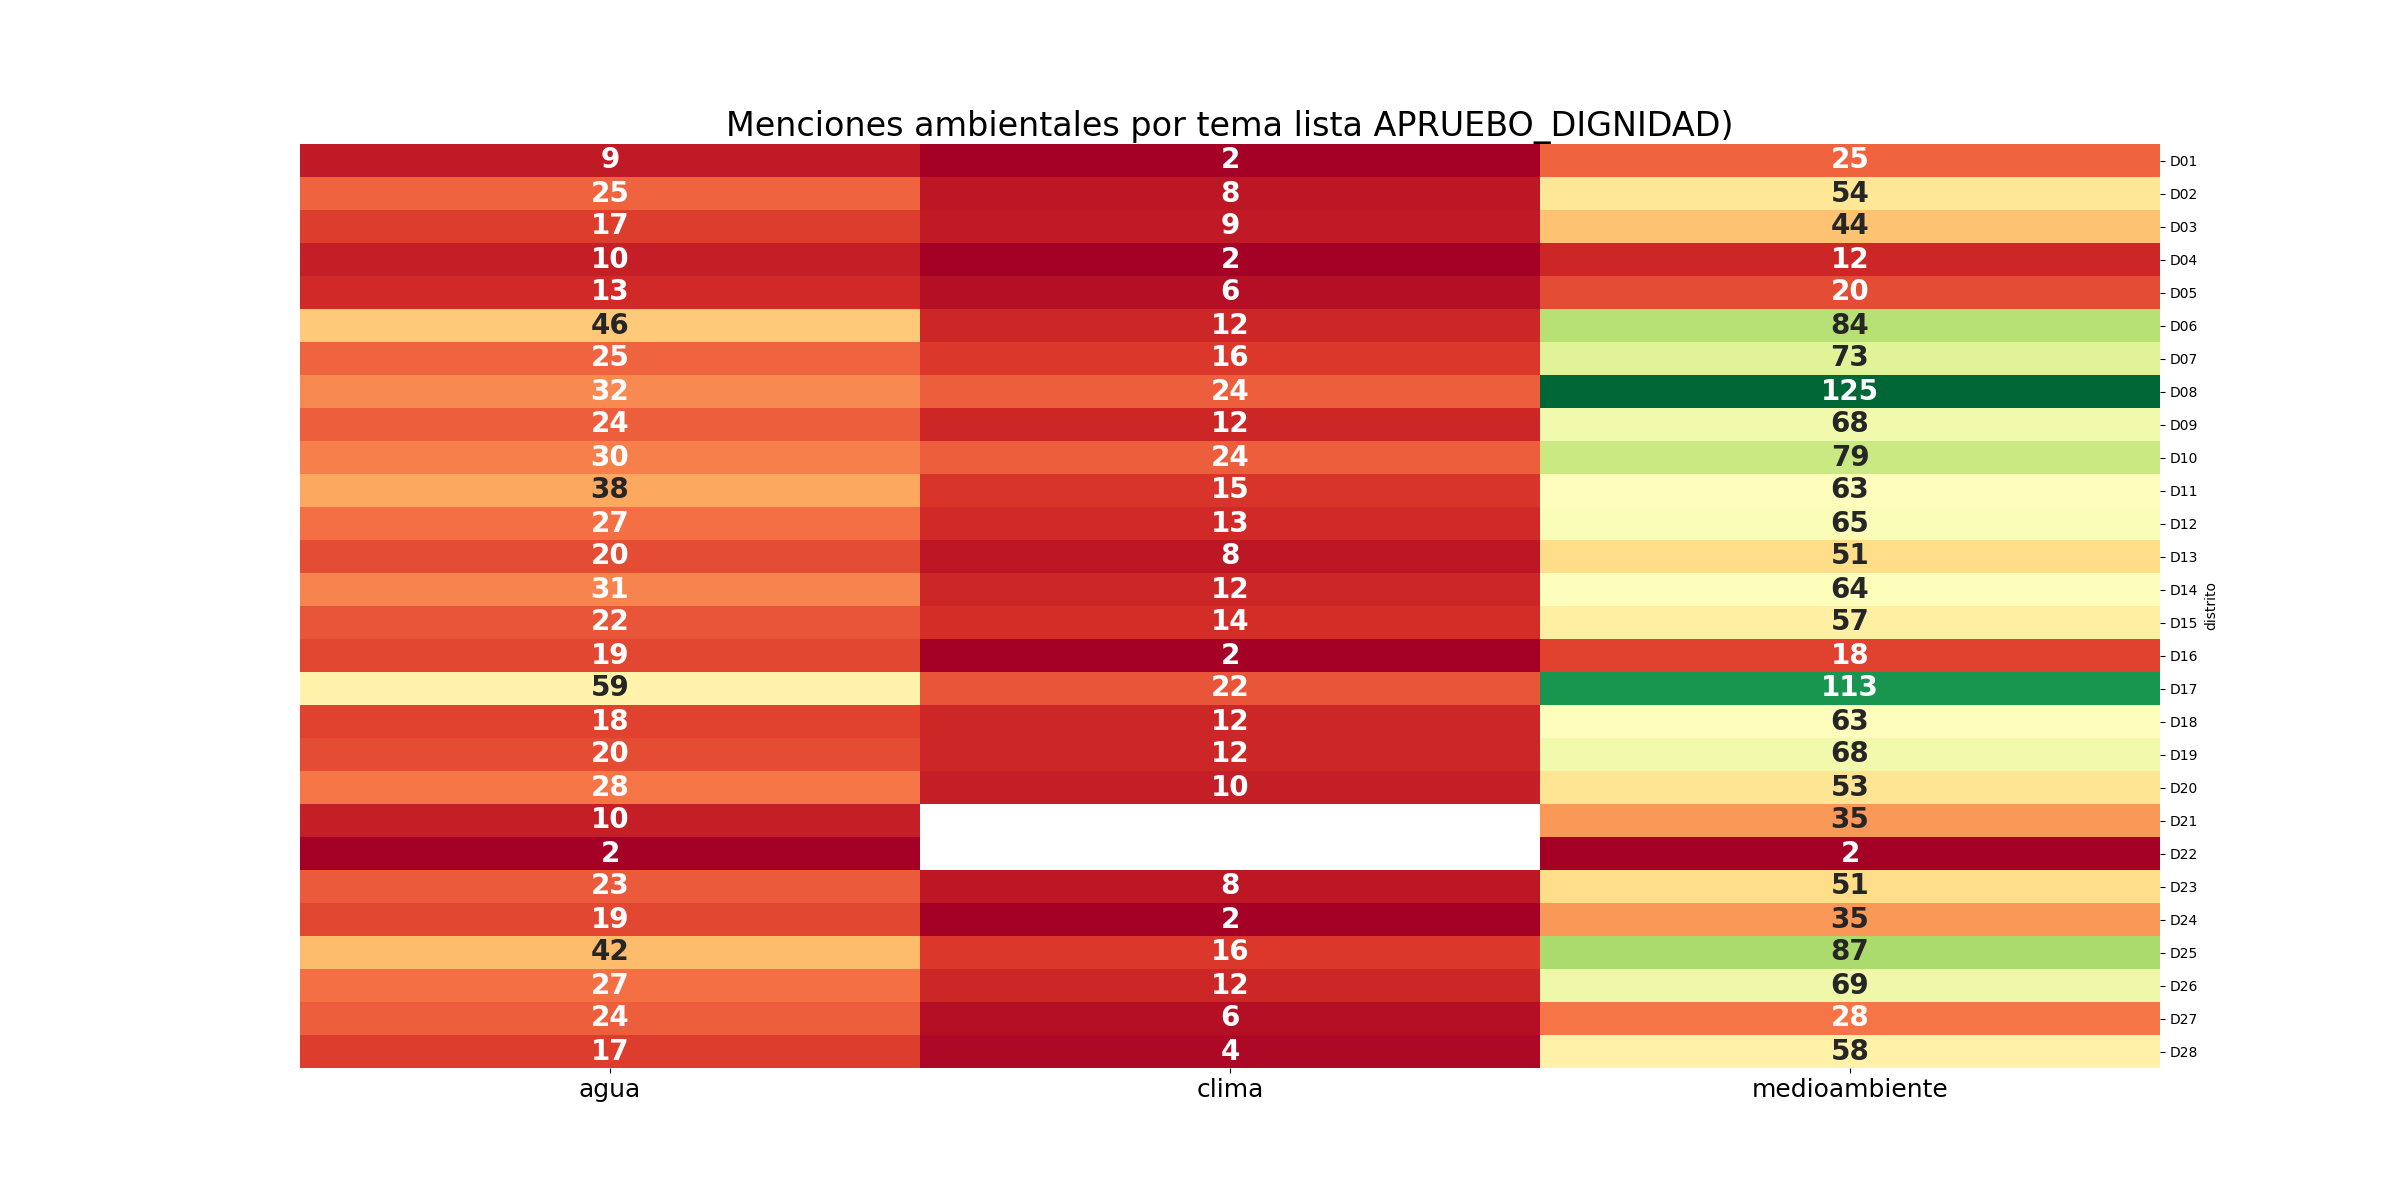 Menciones ambientales por tema lista APRUEBO_DIGNIDAD)
9 2 25 D01
25 8 54 D02
17 9 44 D03
10 2 12 D04
13 6 20 D05
46 12 84 D06
25 16 73 D07
32 24 125 D08
24 12 68 D09
30 24 79 D10
38 15 63 D11
27 13 65 D12
20 8 51 D13
31 12 64 D14
22 14 57 D15
19 2 18 D16
59 22 113 D17
18 12 63 D18
20 12 68 D19
28 10 53 D20
10 35 D21
2 2 D22
23 8 51 D23
19 2 35 D24
42 16 87 D25
27 12 69 D26
24 6 28 D27
17 4 58 D28
distrito
agua clima medioambiente